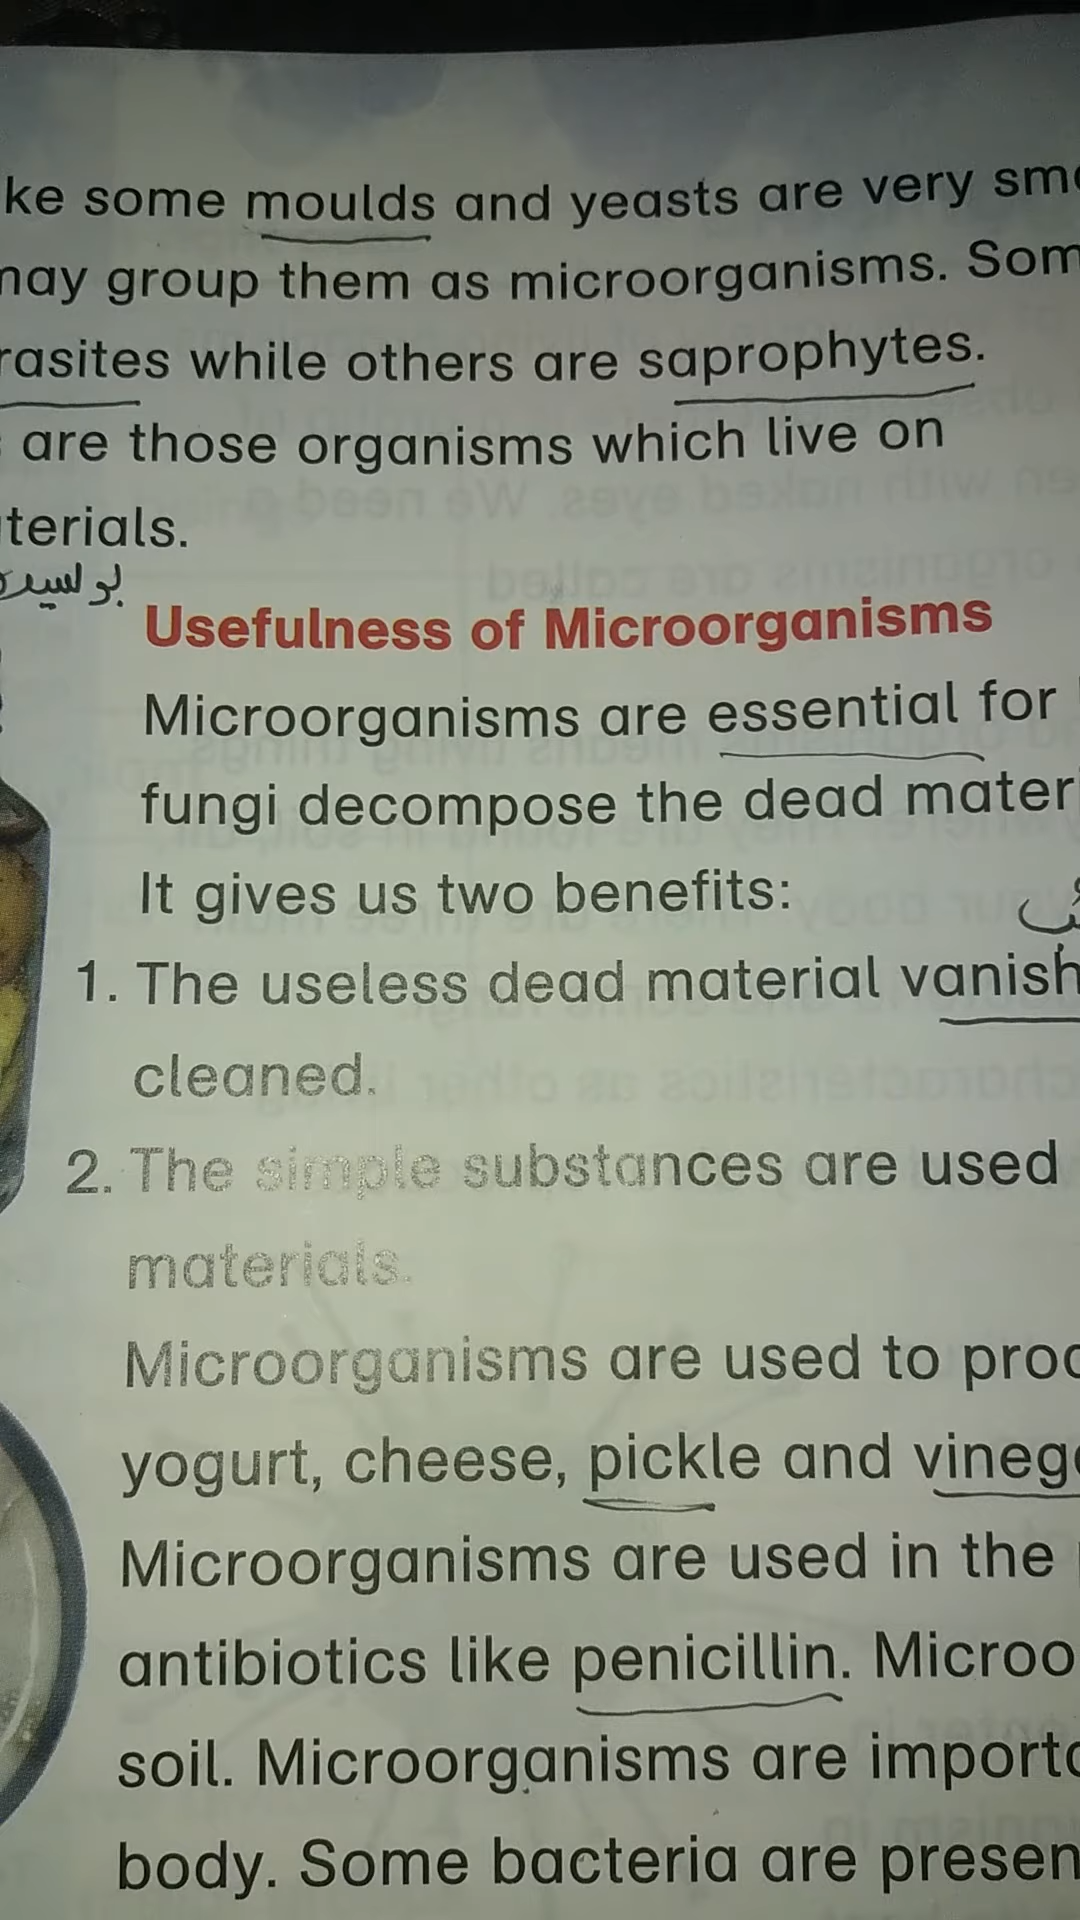 ke some moulds and yeasts are very sm
may group them as microorganisms. Som
rasites while others are saprophytes.
are those organisms which live on
terials.
Usefulness of Microorganisms
Microorganisms are essential for
fungi decompose the dead mater
It gives us two benefits:
1. The useless dead material vanish
cleaned.
2. The simple substances are used
materials.
Microorganisms are used to proc
yogurt, cheese, pickle and vineg
Microorganisms are used in the
antibiotics like penicillin. Microo
soil. Microorganisms are import
body. Some bacteria are presen